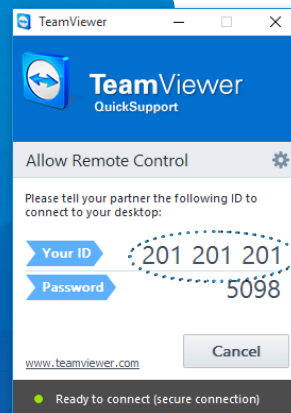 TeamViewer
TeamViewer
QuickSupport
Allow Remote Control
Please tell your partner the following ID to
connect to your desktop:
Your ID 201 201 201
Password 5098
www.teamviewer.com
Cancel
Ready to connect (secure connection)